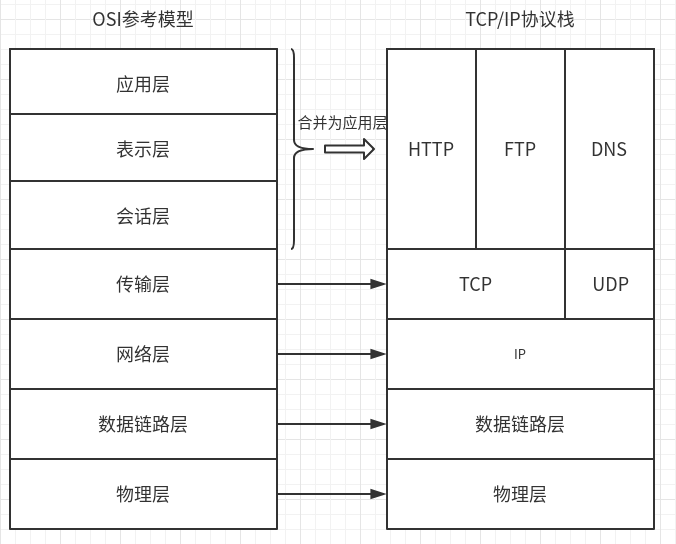 OSI参考模型
TCP/IP协议栈
应用层
表示层
会话层
合并为应用层
HTTP
FTP
DNS
传输层
TCP
UDP
网络层
IP
数据链路层
数据链路层
物理层
物理层